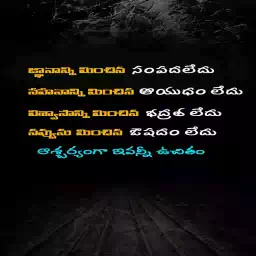 జ్ఞానాన్ని మించిన సంపదలేదు
సహనాన్ని మించిన ఆయుధం లేదు
విశ్వాసాన్ని మించిన భద్రత లేదు
నవ్వును మించిన ఔషదం లేదు
ఆశ్చర్యంగా ఇవన్నీ ఉచితం